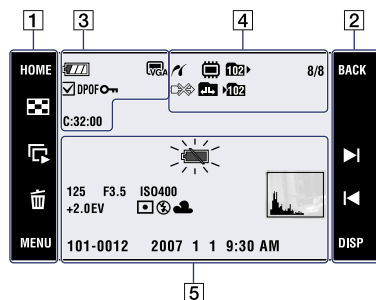 1
3
4
2
HOME
VGA
102
8/8
BACK
DPOF
102
C:32:00
125 F3.5 ISO400
+2.0EV
MENU
101-0012 2007 1 1 9:30 AM
DISP
5